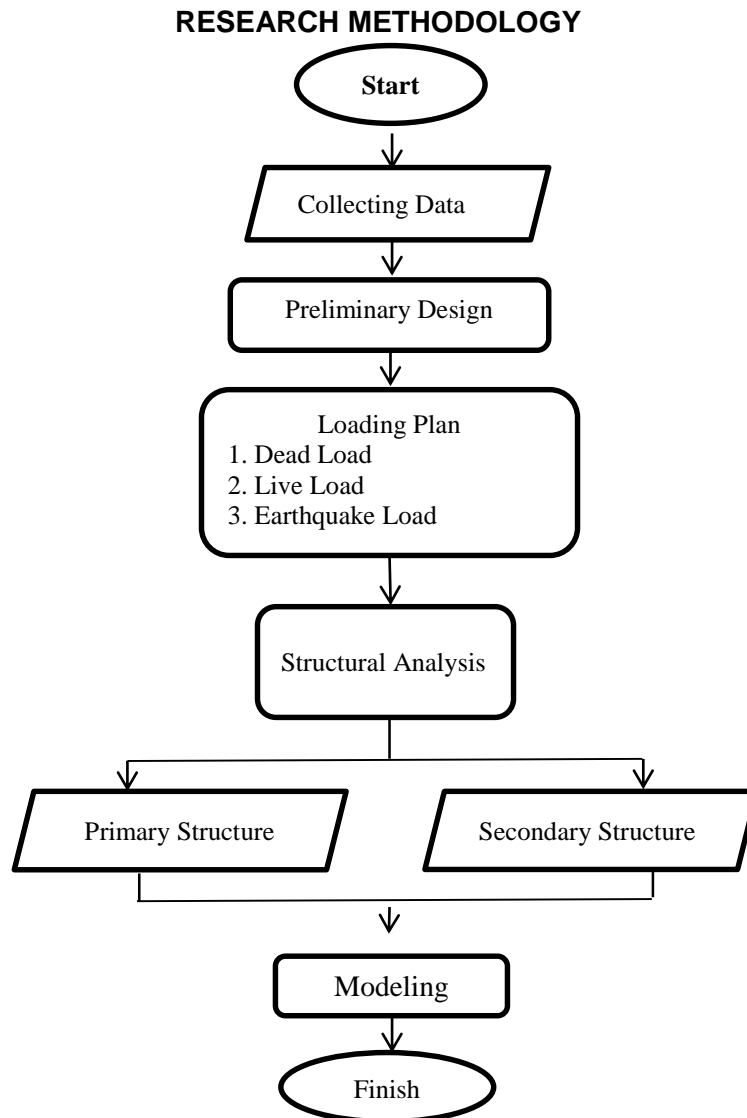 RESEARCH METHODOLOGY
Start
Collecting Data
Preliminary Design
Loading Plan
1. Dead Load
2. Live Load
3. Earthquake Load
Structural Analysis
Primary Structure
Secondary Structure
Modeling
Finish